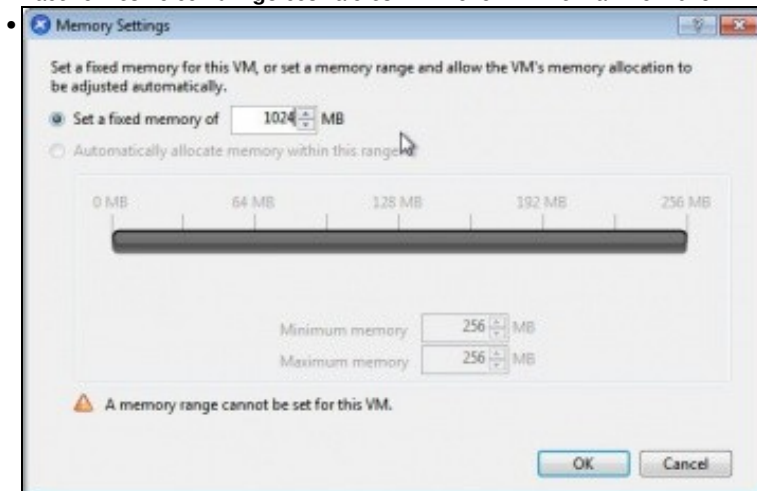 Memory Settings
Set a fixed memory for this VM, or set a memory range and allow the VM's memory allocation to
be adjusted automatically.
Set a fixed memory of 1024 MB
Automatically allocate memory within this range
0 MB 64 MB 128 MB 192 MB 256 MB
Minimum memory 256 MB
Maximum memory 256 MB
A memory range cannot be set for this VM.
OK Cancel